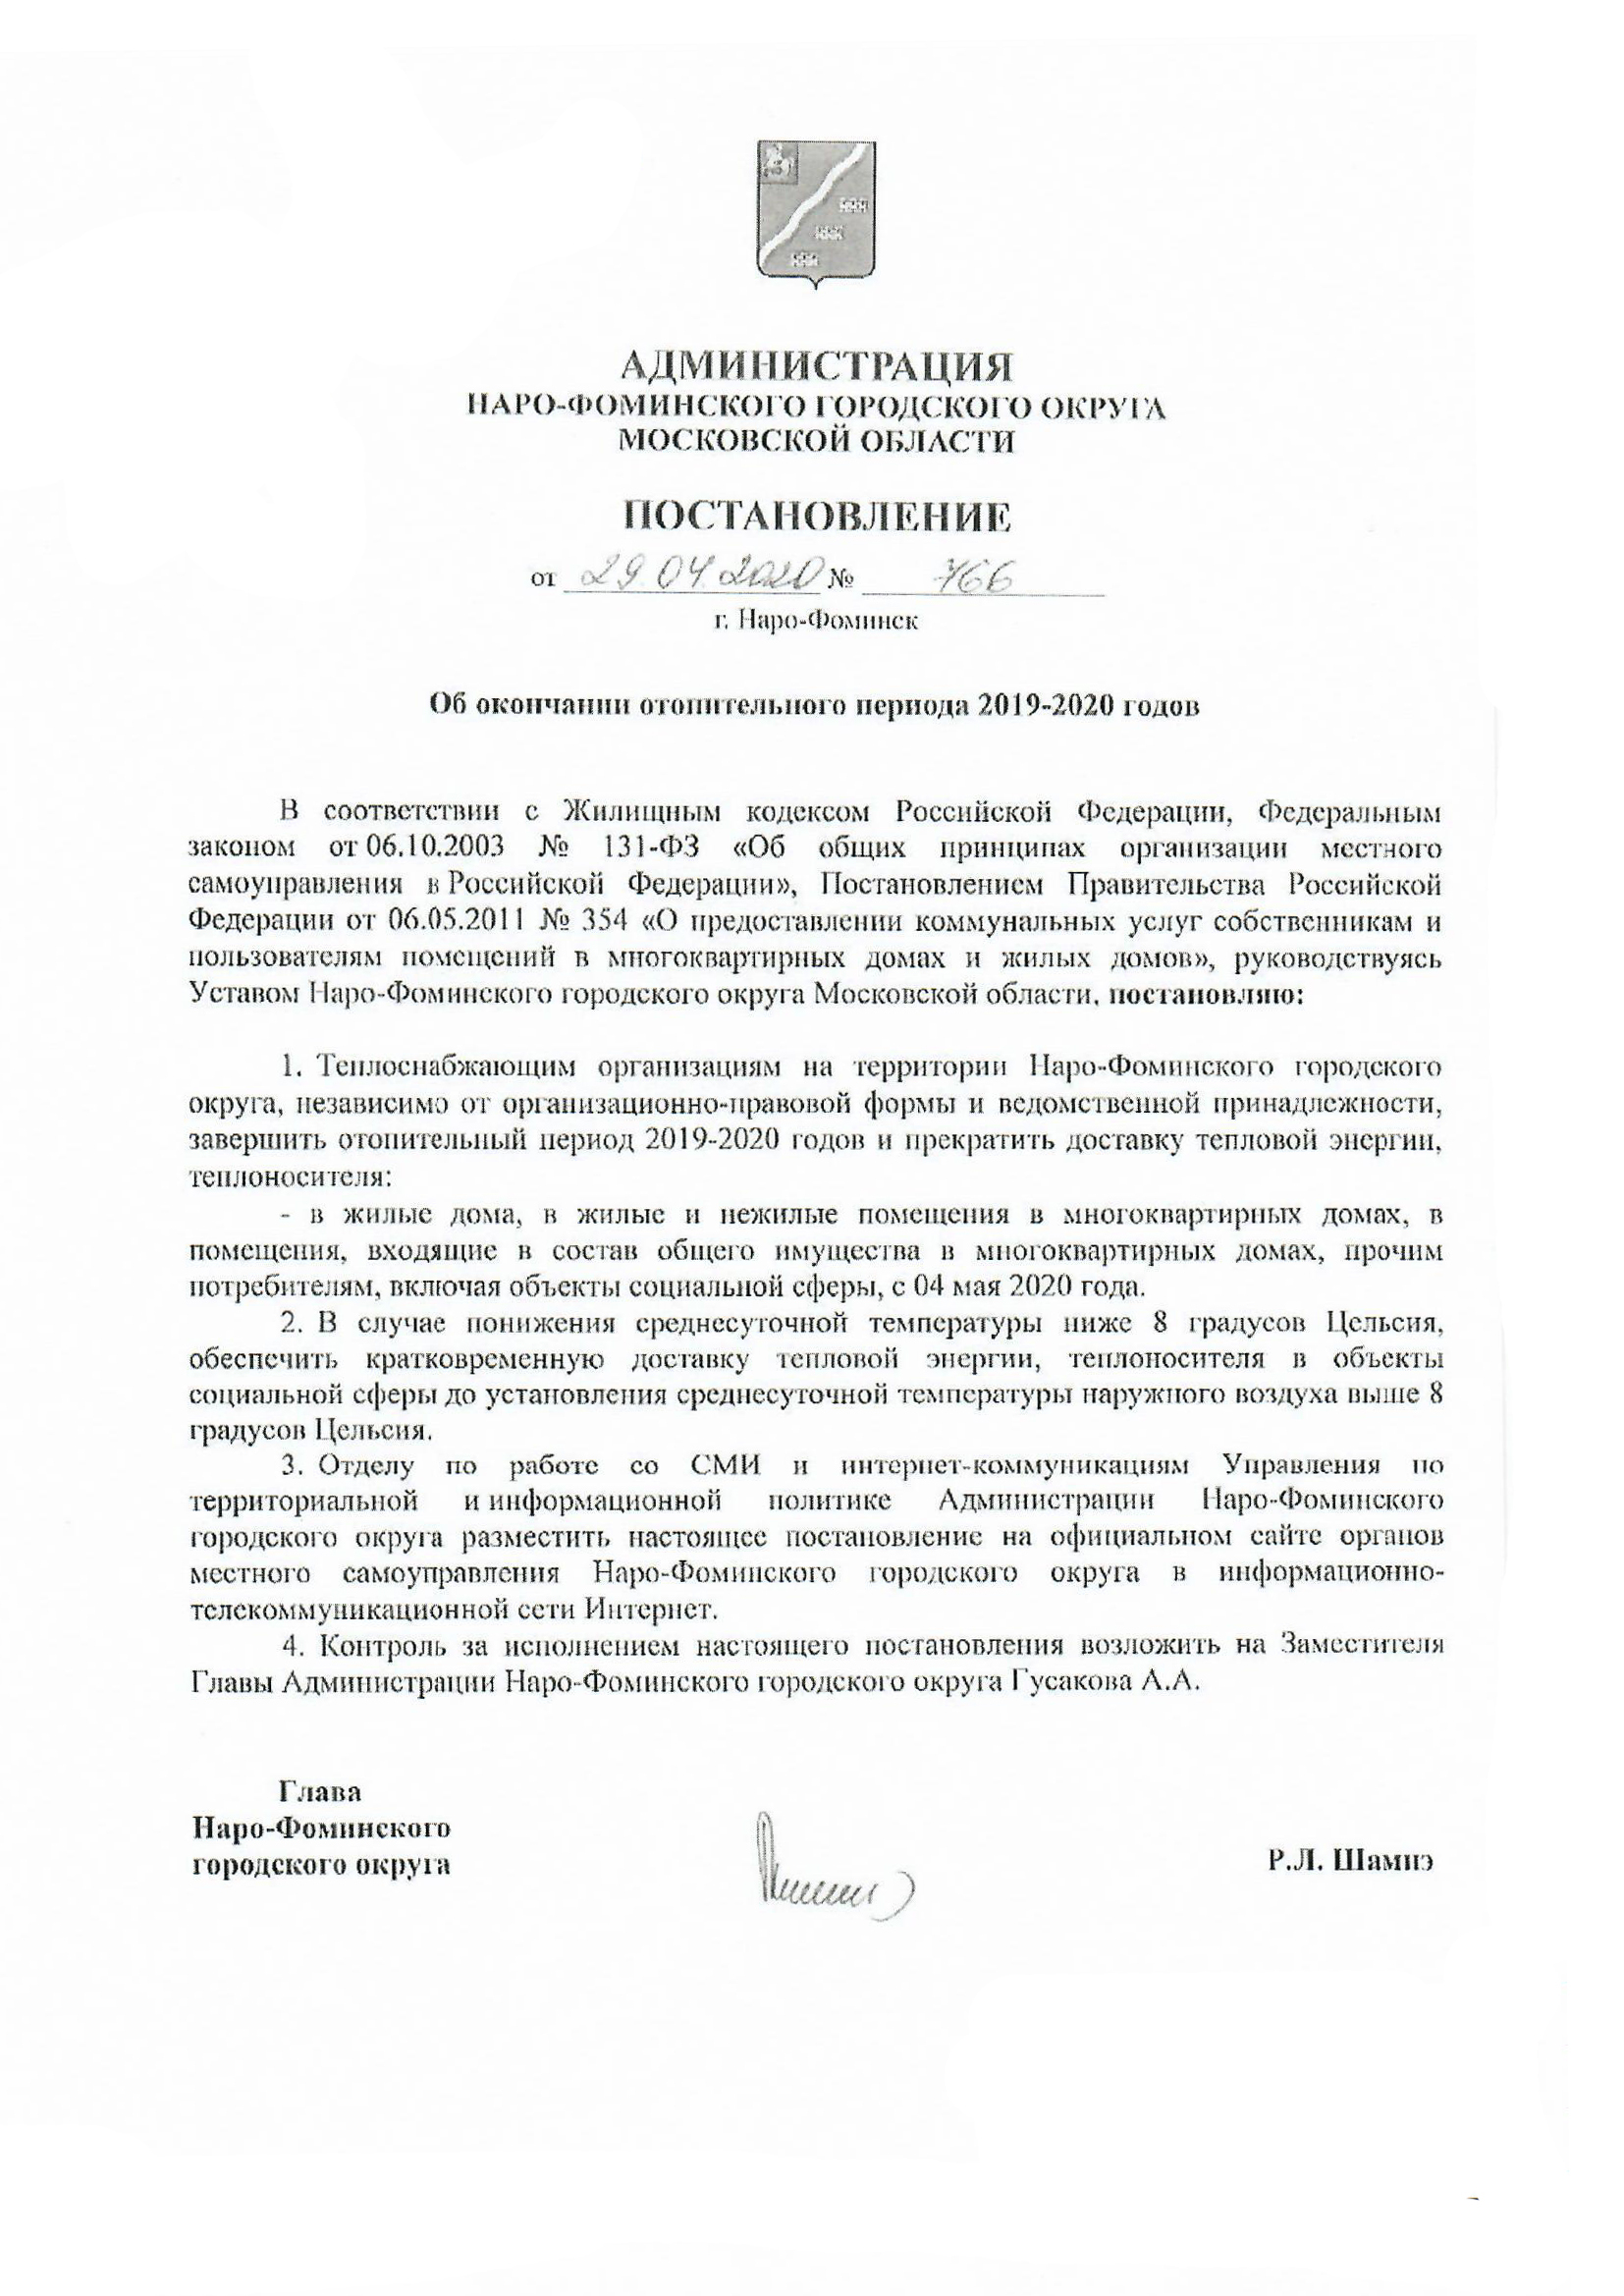 АДМИНИСТРАЦИЯ
НАРО-ФОМИНСКОГО ГОРОДСКОГО ОКРУГА
МОСКОВСКОЙ ОБЛАСТИ
ПОСТАНОВЛЕНИЕ
от 29.04.2020 № 766
г. Наро-Фоминск
Об окончании отопительного периода 2019-2020 годов
В соответствии с Жилищным кодексом Российской Федерации, Федеральным
законом от 06.10.2003 № 131-ФЗ «Об общих принципах организации местного
самоуправления в Российской Федерации», Постановлением Правительства Российской
Федерации от 06.05.2011 № 354 «О предоставлении коммунальных услуг собственникам и
пользователям помещений в многоквартирных домах и жилых домов», руководствуясь
Уставом Наро-Фоминского городского округа Московской области, постановляю:
1. Теплоснабжающим организациям на территории Наро-Фоминского городского
округа, независимо от организационно-правовой формы и ведомственной принадлежности,
завершить отопительный период 2019-2020 годов и прекратить доставку тепловой энергии,
теплоносителя:
- в жилые дома, в жилые и нежилые помещения в многоквартирных домах, в
помещения, входящие в состав общего имущества в многоквартирных домах, прочим
потребителям, включая объекты социальной сферы, с 04 мая 2020 года.
2. В случае понижения среднесуточной температуры ниже 8 градусов Цельсия,
обеспечить кратковременную доставку тепловой энергии, теплоносителя в объекты
социальной сферы до установления среднесуточной температуры наружного воздуха выше 8
градусов Цельсия.
3. Отделу по работе со СМИ и интернет-коммуникациям Управления по
территориальной и информационной политике Администрации Наро-Фоминского
городского округа разместить настоящее постановление на официальном сайте органов
местного самоуправления Наро-Фоминского городского округа в информационно-
телекоммуникационной сети Интернет.
4. Контроль за исполнением настоящего постановления возложить на Заместителя
Главы Администрации Наро-Фоминского городского округа Гусакова А.А.
Глава
Наро-Фоминского
городского округа
Р.Л. Шамнэ